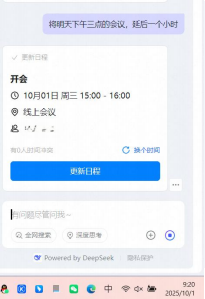 将明天下午三点的会议，延后一个小时
更新日程
开会
10月01日 周三 15:00 - 16:00
线上会议
有0人时间冲突
换个时间
更新日程
有问题尽管问我~
全网搜索
深度思考
Powered by DeepSeek
隐私保护
中
9:20
2025/10/1